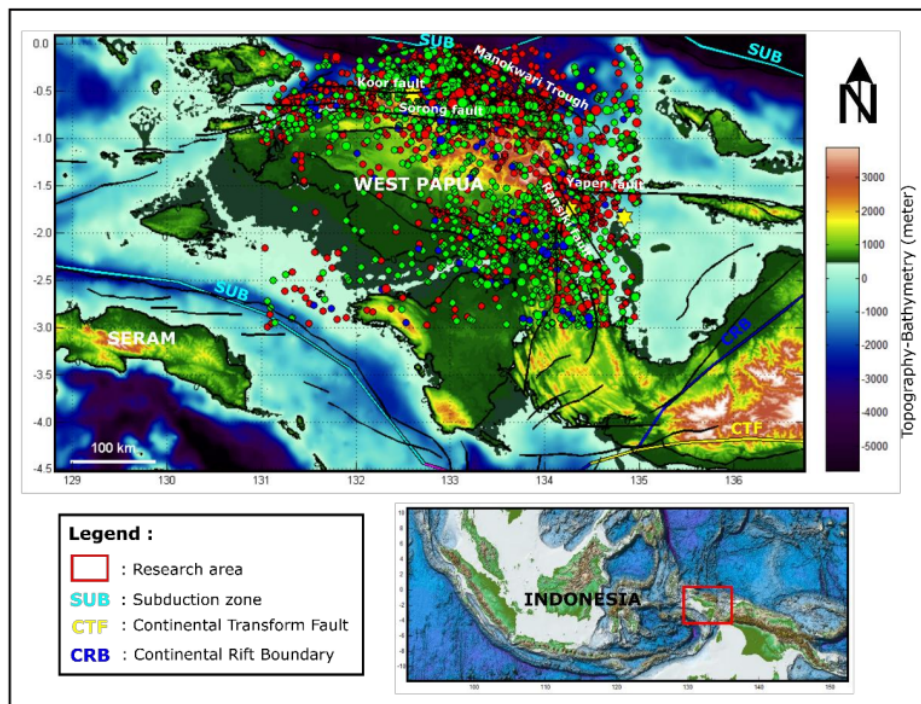 0.0
-0.5
-1.0
-1.5
-2.0
-2.5
-3.0
-3.5
-4.0
-4.5
SUB
SUB
Manokwari Trough
Koor fault
Sorong fault
WEST PAPUA
Yapen fault
SUB
SERAM
CRB
CTF
100 km
129 130 131 132 133 134 135 136
N
3000
2000
1000
0
-1000
-2000
-3000
-4000
-5000
Topography-Bathymetry (meter)
Legend :
: Research area
SUB : Subduction zone
CTF : Continental Transform Fault
CRB : Continental Rift Boundary
INDONESIA